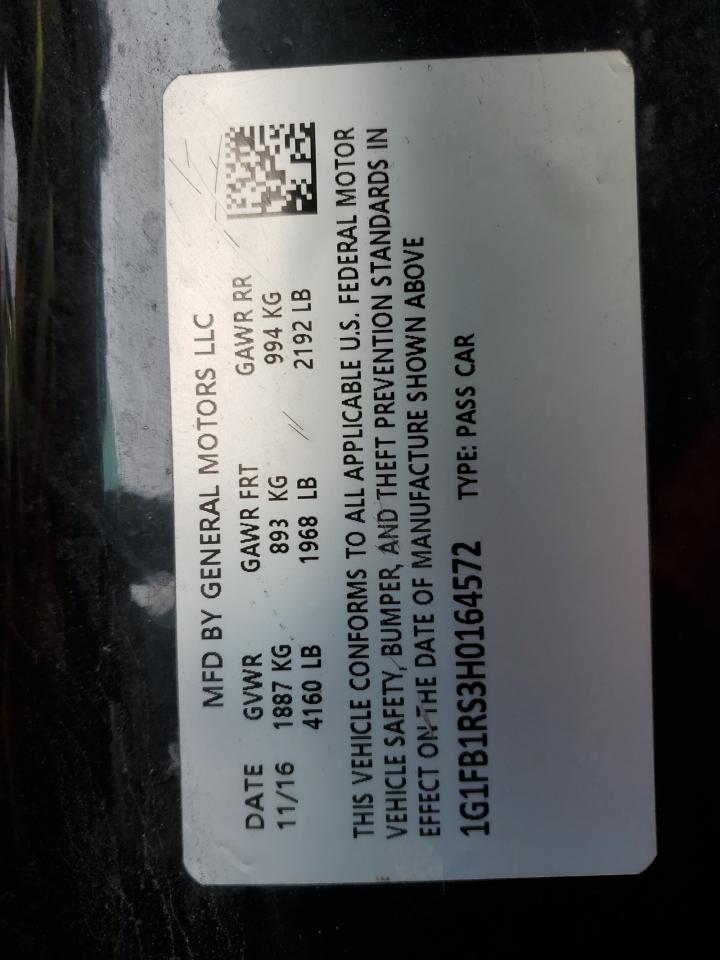 MFD BY GENERAL MOTORS LLC
DATE GVWR GAWR FRT GAWR RR
11/16 1887 KG 893 KG 994 KG
4160 LB 1968 LB 2192 LB
THIS VEHICLE CONFORMS TO ALL APPLICABLE U.S. FEDERAL MOTOR
VEHICLE SAFETY, BUMPER, AND THEFT PREVENTION STANDARDS IN
EFFECT ON THE DATE OF MANUFACTURE SHOWN ABOVE
1G1FB1RS3H0164572 TYPE: PASS CAR